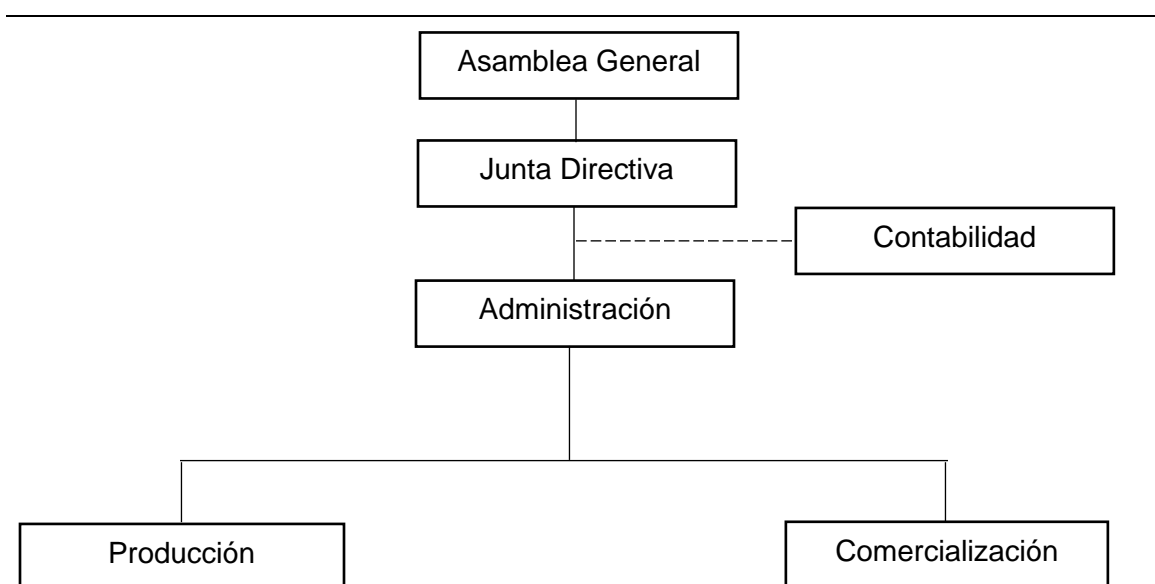 Asamblea General
Junta Directiva
Contabilidad
Administración
Producción
Comercialización